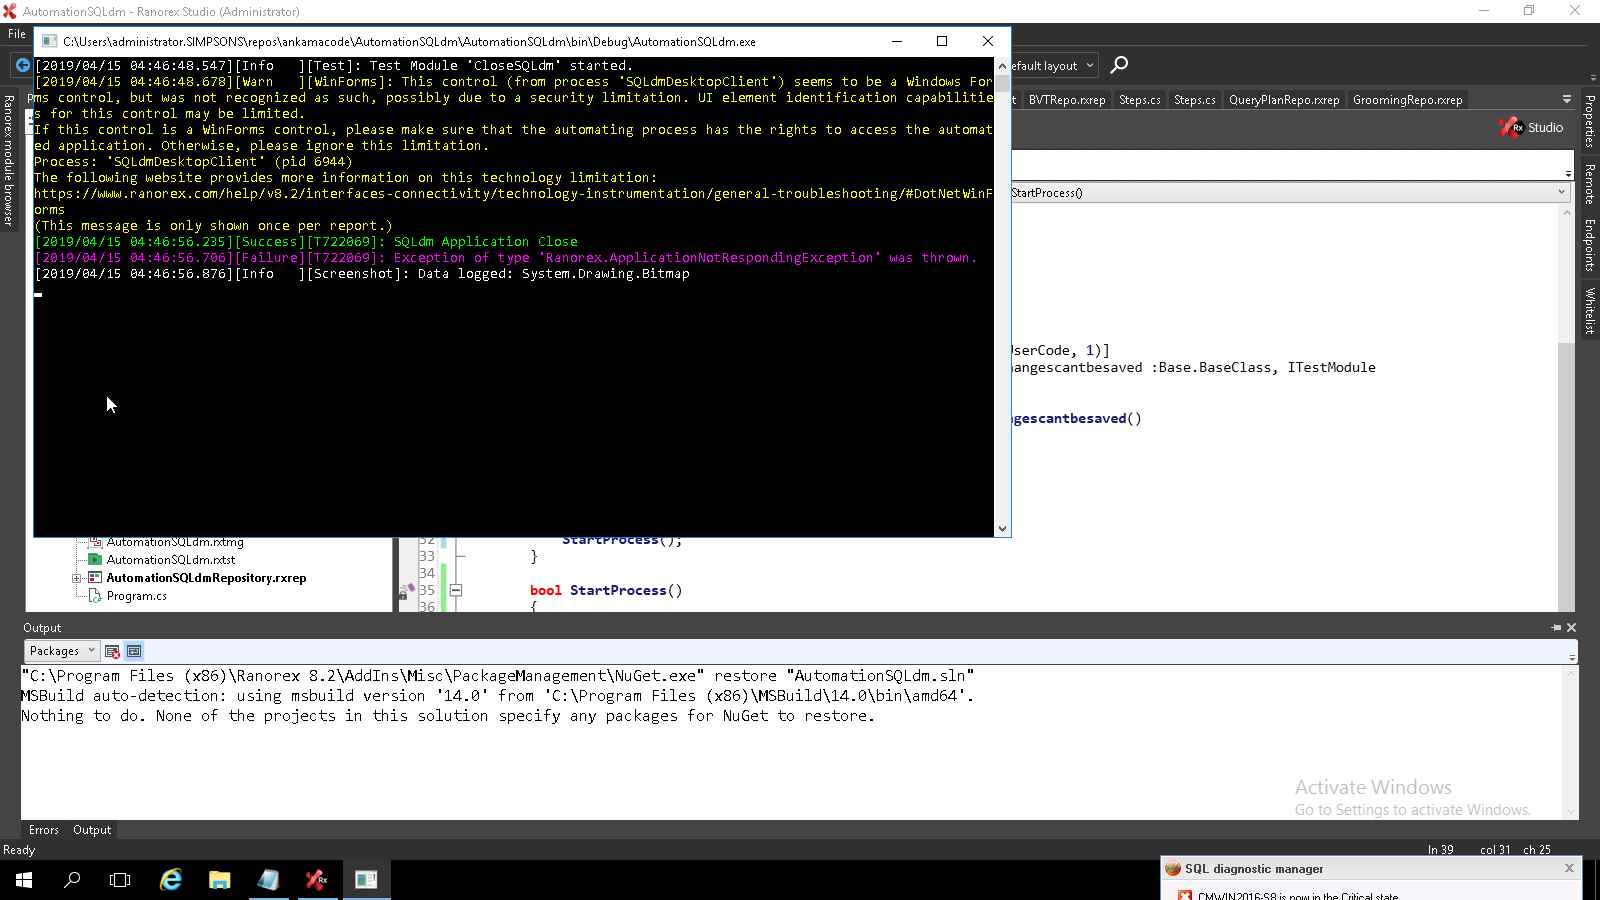 AutomationSQLdm - Ranorex Studio (Administrator)
File
C:\Users\administrator.SIMPSONS\repos\ankamacode\AutomationSQLdm\AutomationSQLdm\bin\Debug\AutomationSQLdm.exe
[2019/04/15 04:46:48.547][Info   ][Test]: Test Module 'CloseSQLdm' started.
[2019/04/15 04:46:48.678][Warn   ][WinForms]: This control (from process 'SQLdmDesktopClient') seems to be a Windows For
ms control, but was not recognized as such, possibly due to a security limitation. UI element identification capabilitie
s for this control may be limited.
If this control is a WinForms control, please make sure that the automating process has the rights to access the automat
ed application. Otherwise, please ignore this limitation.
Process: 'SQLdmDesktopClient' (pid 6944)
The following website provides more information on this technology limitation:
https://www.ranorex.com/help/v8.2/interfaces-connectivity/technology-instrumentation/general-troubleshooting/#DotNetWinF
orms
(This message is only shown once per report.)
[2019/04/15 04:46:56.235][Success][T722069]: SQLdm Application Close
[2019/04/15 04:46:56.706][Failure][T722069]: Exception of type 'Ranorex.ApplicationNotRespondingException' was thrown.
[2019/04/15 04:46:56.876][Info   ][Screenshot]: Data logged: System.Drawing.Bitmap
efault layout
t BVTRepo.rxrep Steps.cs Steps.cs QueryPlanRepo.rxrep GroomingRepo.rxrep
Rx Studio
StartProcess()
Ranorex module browser
Properties
Remote
Endpoints
Whitelist
UserCode, 1)]
angescantbesaved :Base.BaseClass, ITestModule
gescantbesaved()
AutomationSQLdm.rxtmg
AutomationSQLdm.rxtst
AutomationSQLdmRepository.rxrep
Program.cs
32 StartProcess();
33 }
34
35 bool StartProcess()
36 {
Output
Packages
"C:\Program Files (x86)\Ranorex 8.2\AddIns\Misc\PackageManagement\NuGet.exe" restore "AutomationSQLdm.sln"
MSBuild auto-detection: using msbuild version '14.0' from 'C:\Program Files (x86)\MSBuild\14.0\bin\amd64'.
Nothing to do. None of the projects in this solution specify any packages for NuGet to restore.
Activate Windows
Go to Settings to activate Windows.
Errors Output
Ready
ln 39 col 31 ch 25
SQL diagnostic manager
CMWIN2016-S8 is now in the Critical state